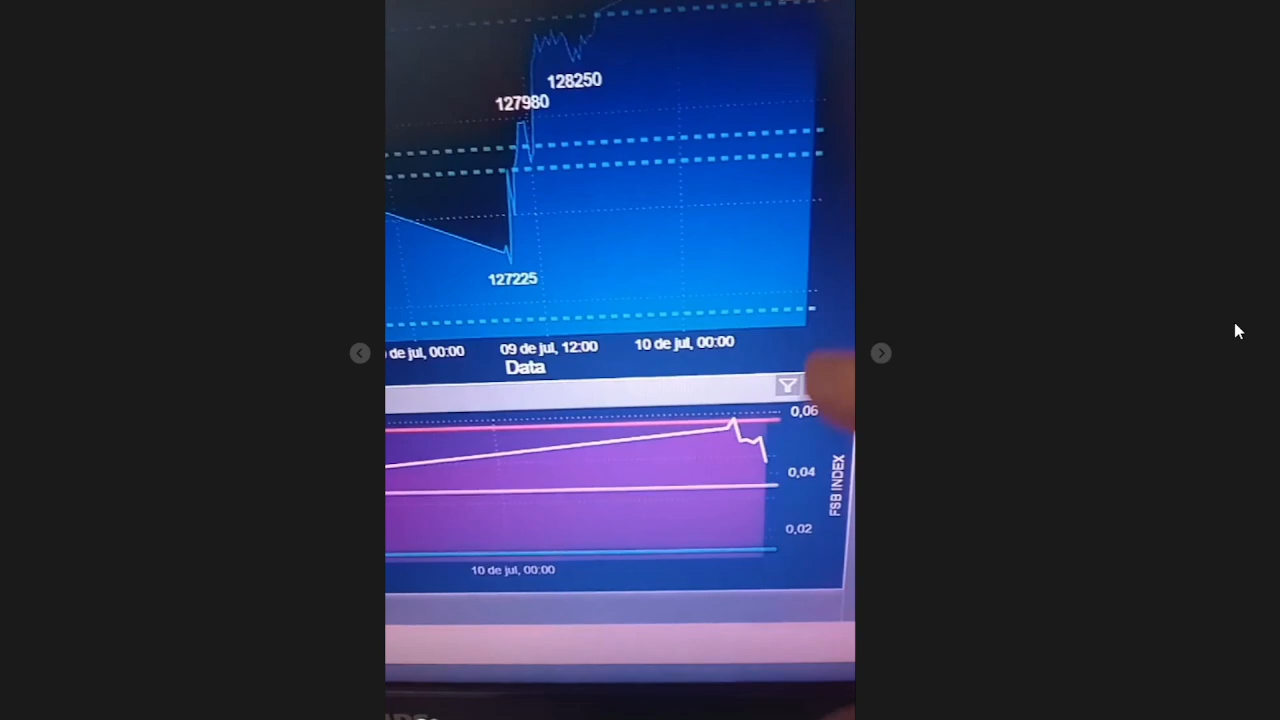 128250
127980
127225
de jul, 00:00 09 de jul, 12:00 10 de jul, 00:00
Data
0,06
0,04
0,02
FSB INDEX
10 de jul, 00:00